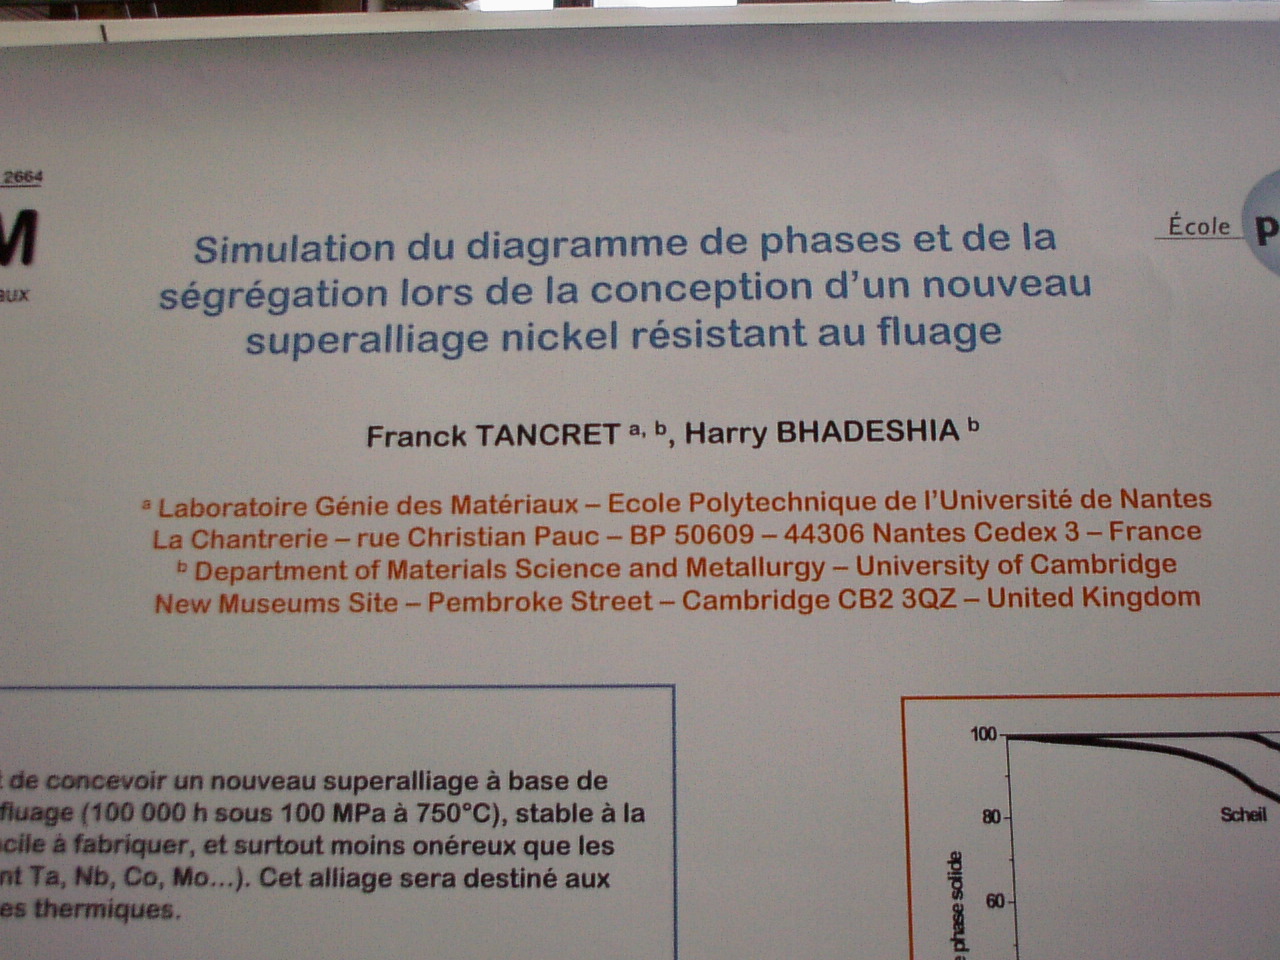 2664
M
aux
École p
Simulation du diagramme de phases et de la
ségrégation lors de la conception d'un nouveau
superalliage nickel résistant au fluage
Franck TANCRET a, b, Harry BHADESHIA b
a Laboratoire Génie des Matériaux – Ecole Polytechnique de l'Université de Nantes
La Chantrerie – rue Christian Pauc – BP 50609 – 44306 Nantes Cedex 3 – France
b Department of Materials Science and Metallurgy – University of Cambridge
New Museums Site – Pembroke Street – Cambridge CB2 3QZ – United Kingdom
de concevoir un nouveau superalliage à base de
fluage (100 000 h sous 100 MPa à 750°C), stable à la
cile à fabriquer, et surtout moins onéreux que les
nt Ta, Nb, Co, Mo...). Cet alliage sera destiné aux
es thermiques.
100
80
60
Scheil
phase solide